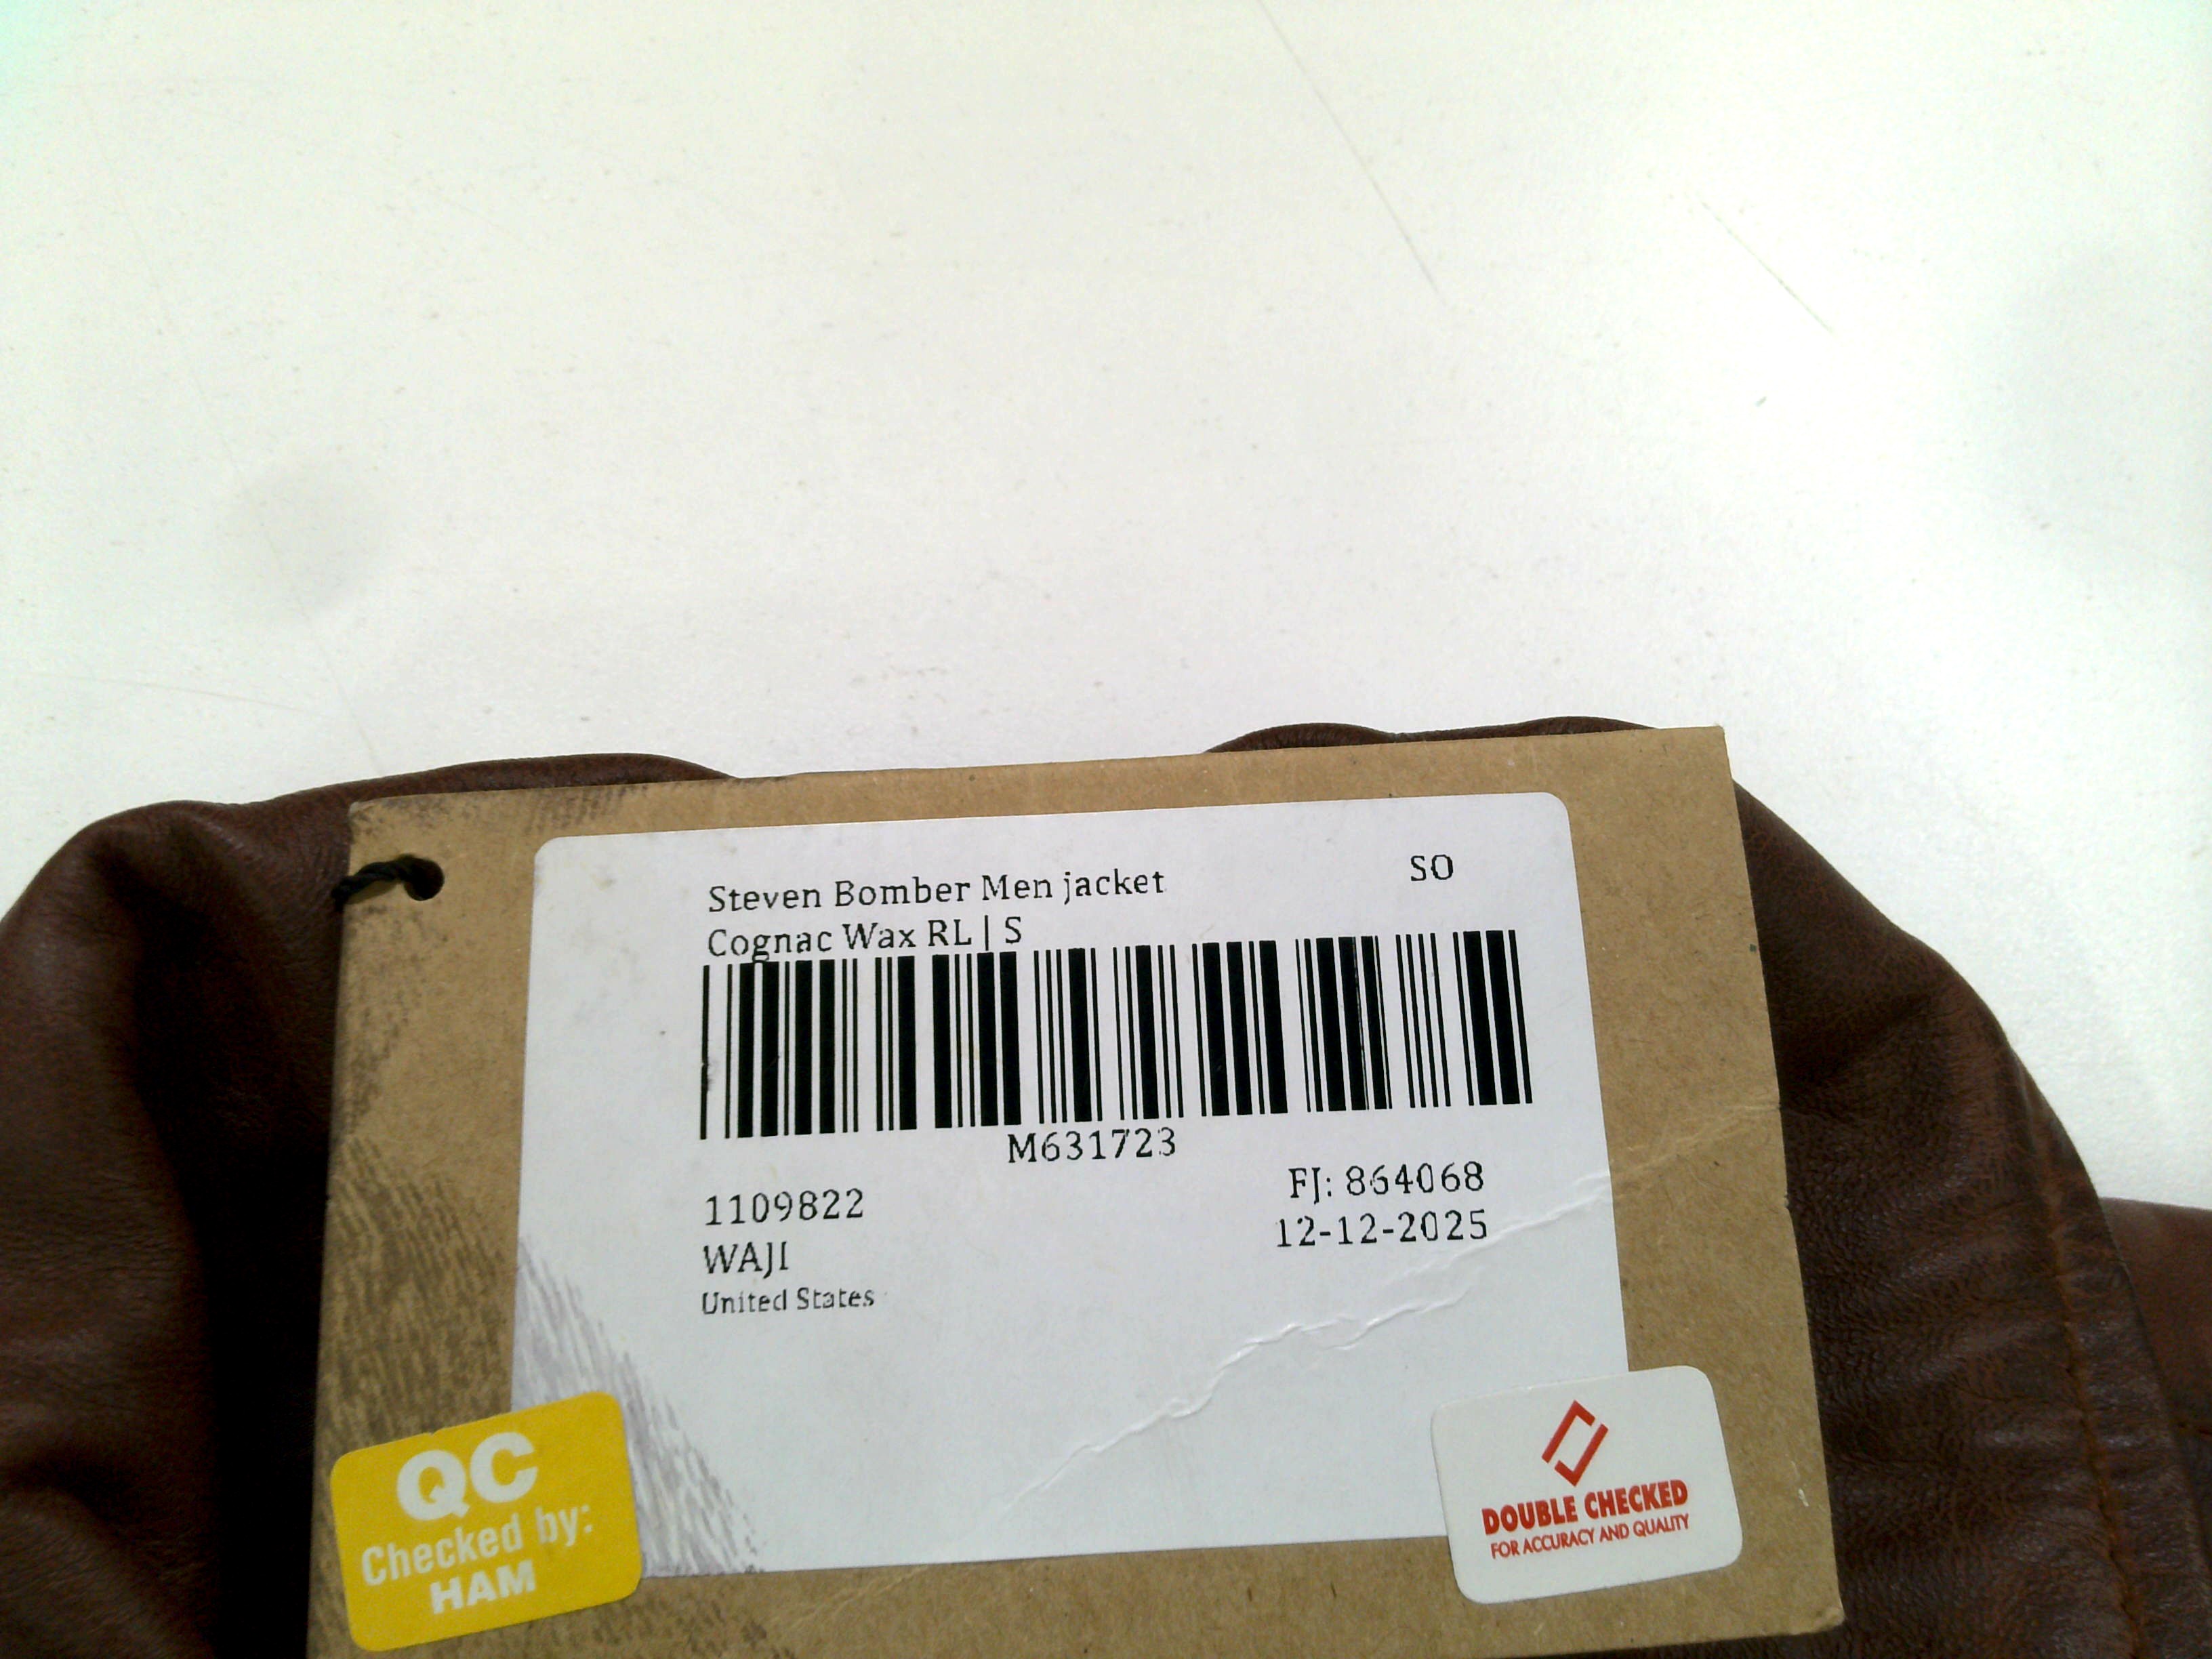 Steven Bomber Men jacket
SO
Cognac Wax RL | S
M631723
1109822
FJ: 864068
WAJI
12-12-2025
United States
QC
Checked by:
HAM
DOUBLE CHECKED
FOR ACCURACY AND QUALITY